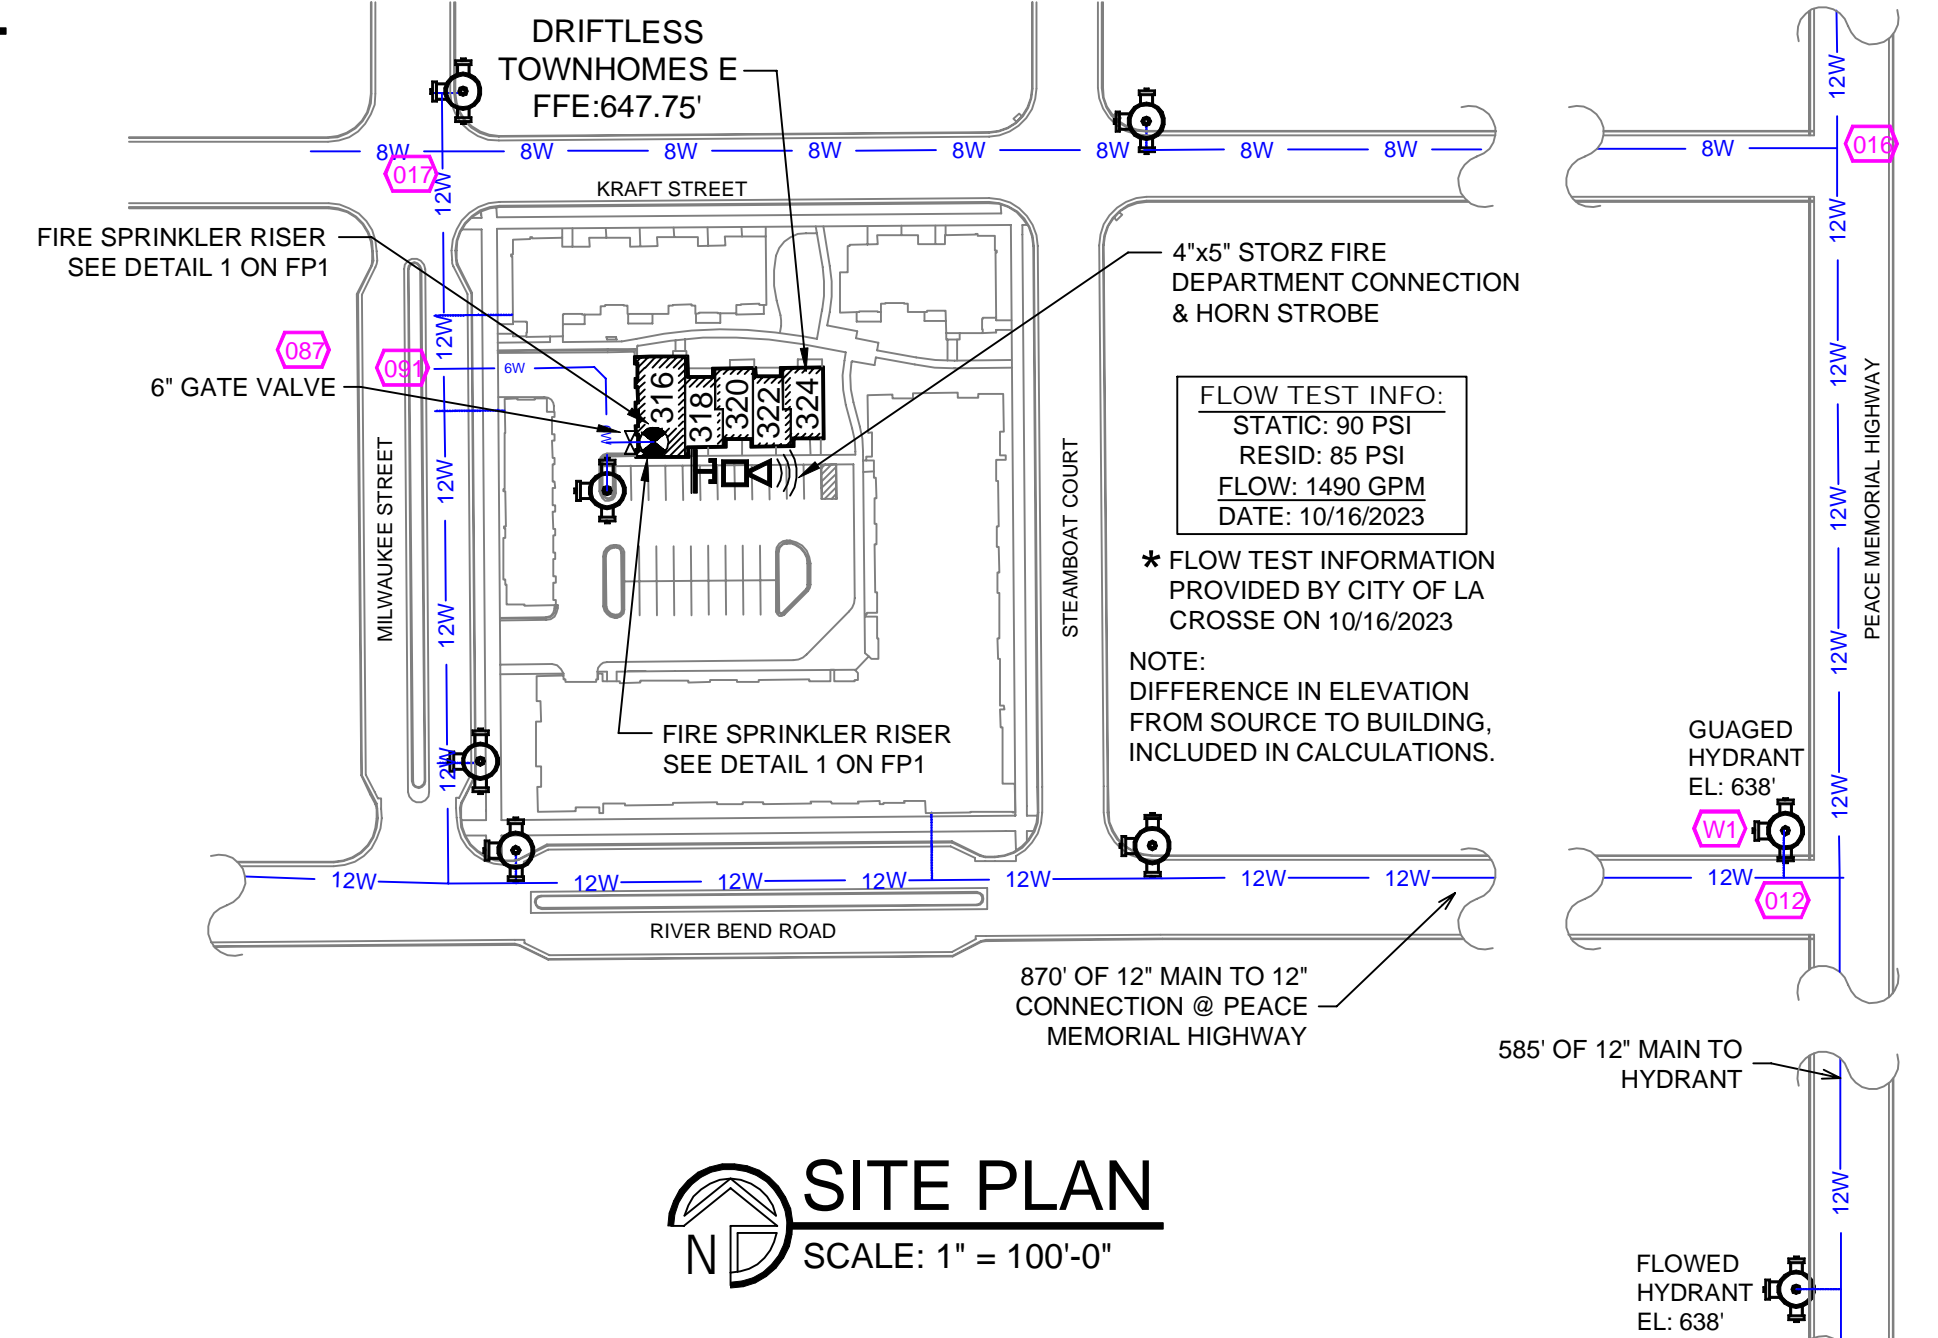 DRIFTLESS
TOWNHOMES E
FFE:647.75'
8W 8W 8W 8W 8W 8W 8W 8W 8W
017
016
KRAFT STREET
FIRE SPRINKLER RISER
SEE DETAIL 1 ON FP1
4"x5" STORZ FIRE
DEPARTMENT CONNECTION
& HORN STROBE
087
091
6W
6" GATE VALVE
316
318
320
322
324
FLOW TEST INFO:
STATIC: 90 PSI
RESID: 85 PSI
FLOW: 1490 GPM
DATE: 10/16/2023
* FLOW TEST INFORMATION
PROVIDED BY CITY OF LA
CROSSE ON 10/16/2023
NOTE:
DIFFERENCE IN ELEVATION
FROM SOURCE TO BUILDING,
INCLUDED IN CALCULATIONS.
MILWAUKEE STREET
12W
12W
12W
12W
12W
STEAMBOAT COURT
PEACE MEMORIAL HIGHWAY
12W
12W
12W
12W
12W
12W
12W
FIRE SPRINKLER RISER
SEE DETAIL 1 ON FP1
GUAGED
HYDRANT
EL: 638'
W1
12W 12W 12W 12W 12W 12W 12W 12W
012
RIVER BEND ROAD
870' OF 12" MAIN TO 12"
CONNECTION @ PEACE
MEMORIAL HIGHWAY
585' OF 12" MAIN TO
HYDRANT
N
SITE PLAN
SCALE: 1" = 100'-0"
FLOWED
HYDRANT
EL: 638'